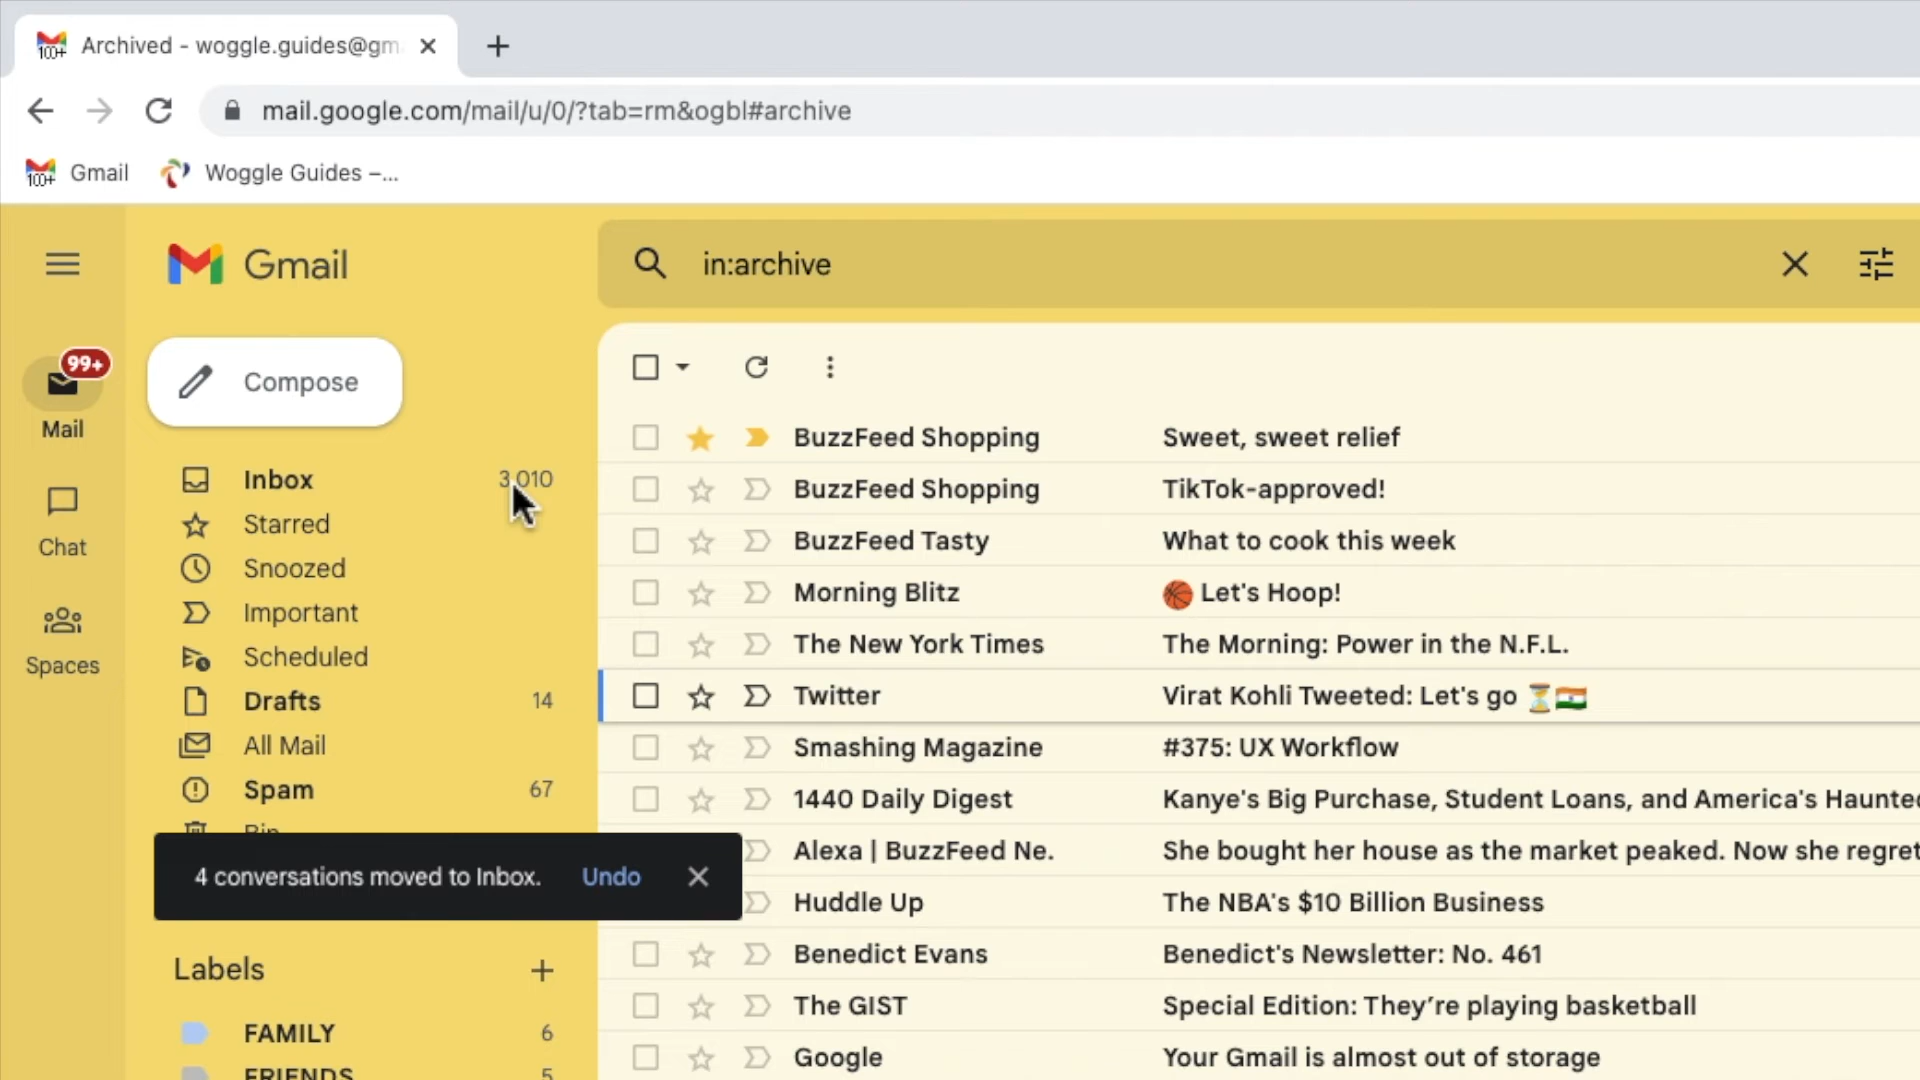 Archived - woggle.guides@gm
mail.google.com/mail/u/0/?tab=rm&ogbl#archive
100+ Gmail
Woggle Guides –...
Gmail
in:archive
Compose
99+
Mail
Chat
Spaces
Inbox 3,010
Starred
Snoozed
Important
Scheduled
Drafts 14
All Mail
Spam 67
Bin
4 conversations moved to Inbox. Undo
Labels +
FAMILY 6
FRIENDS 5
BuzzFeed Shopping Sweet, sweet relief
BuzzFeed Shopping TikTok-approved!
BuzzFeed Tasty What to cook this week
Morning Blitz 🏀 Let's Hoop!
The New York Times The Morning: Power in the N.F.L.
Twitter Virat Kohli Tweeted: Let's go ⏳🇮🇳
Smashing Magazine #375: UX Workflow
1440 Daily Digest Kanye's Big Purchase, Student Loans, and America's Haunte
Alexa | BuzzFeed Ne. She bought her house as the market peaked. Now she regret
Huddle Up The NBA's $10 Billion Business
Benedict Evans Benedict's Newsletter: No. 461
The GIST Special Edition: They’re playing basketball
Google Your Gmail is almost out of storage